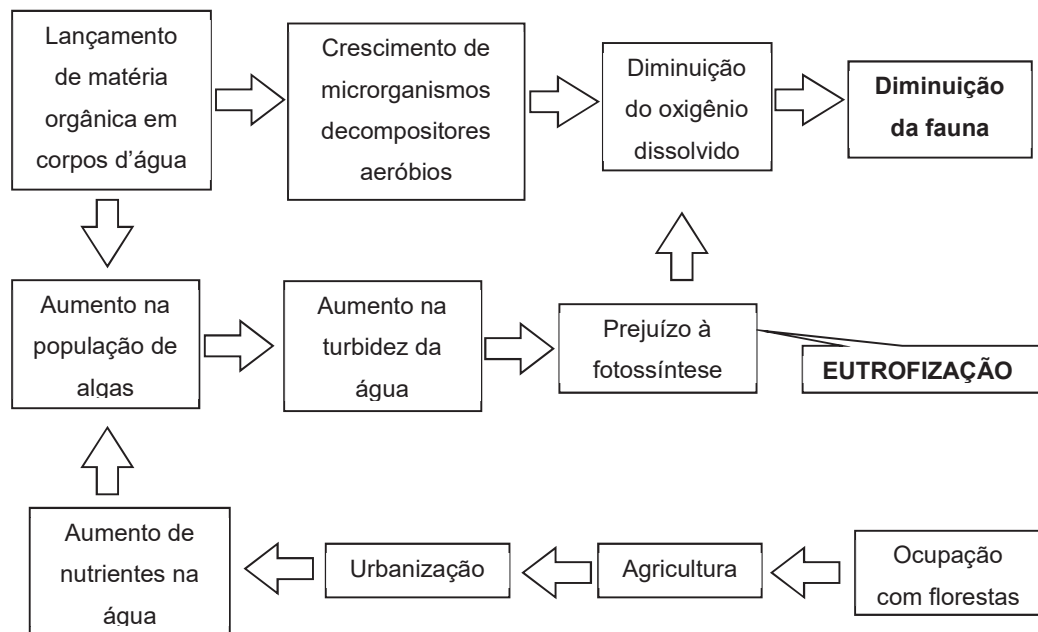 Lançamento
de matéria
orgânica em
corpos d’água
Crescimento de
microrganismos
decompositores
aeróbios
Diminuição
do oxigênio
dissolvido
Diminuição
da fauna
Aumento na
população de
algas
Aumento na
turbidez da
água
Prejuízo à
fotossíntese
EUTROFIZAÇÃO
Aumento de
nutrientes na
água
Urbanização
Agricultura
Ocupação
com florestas